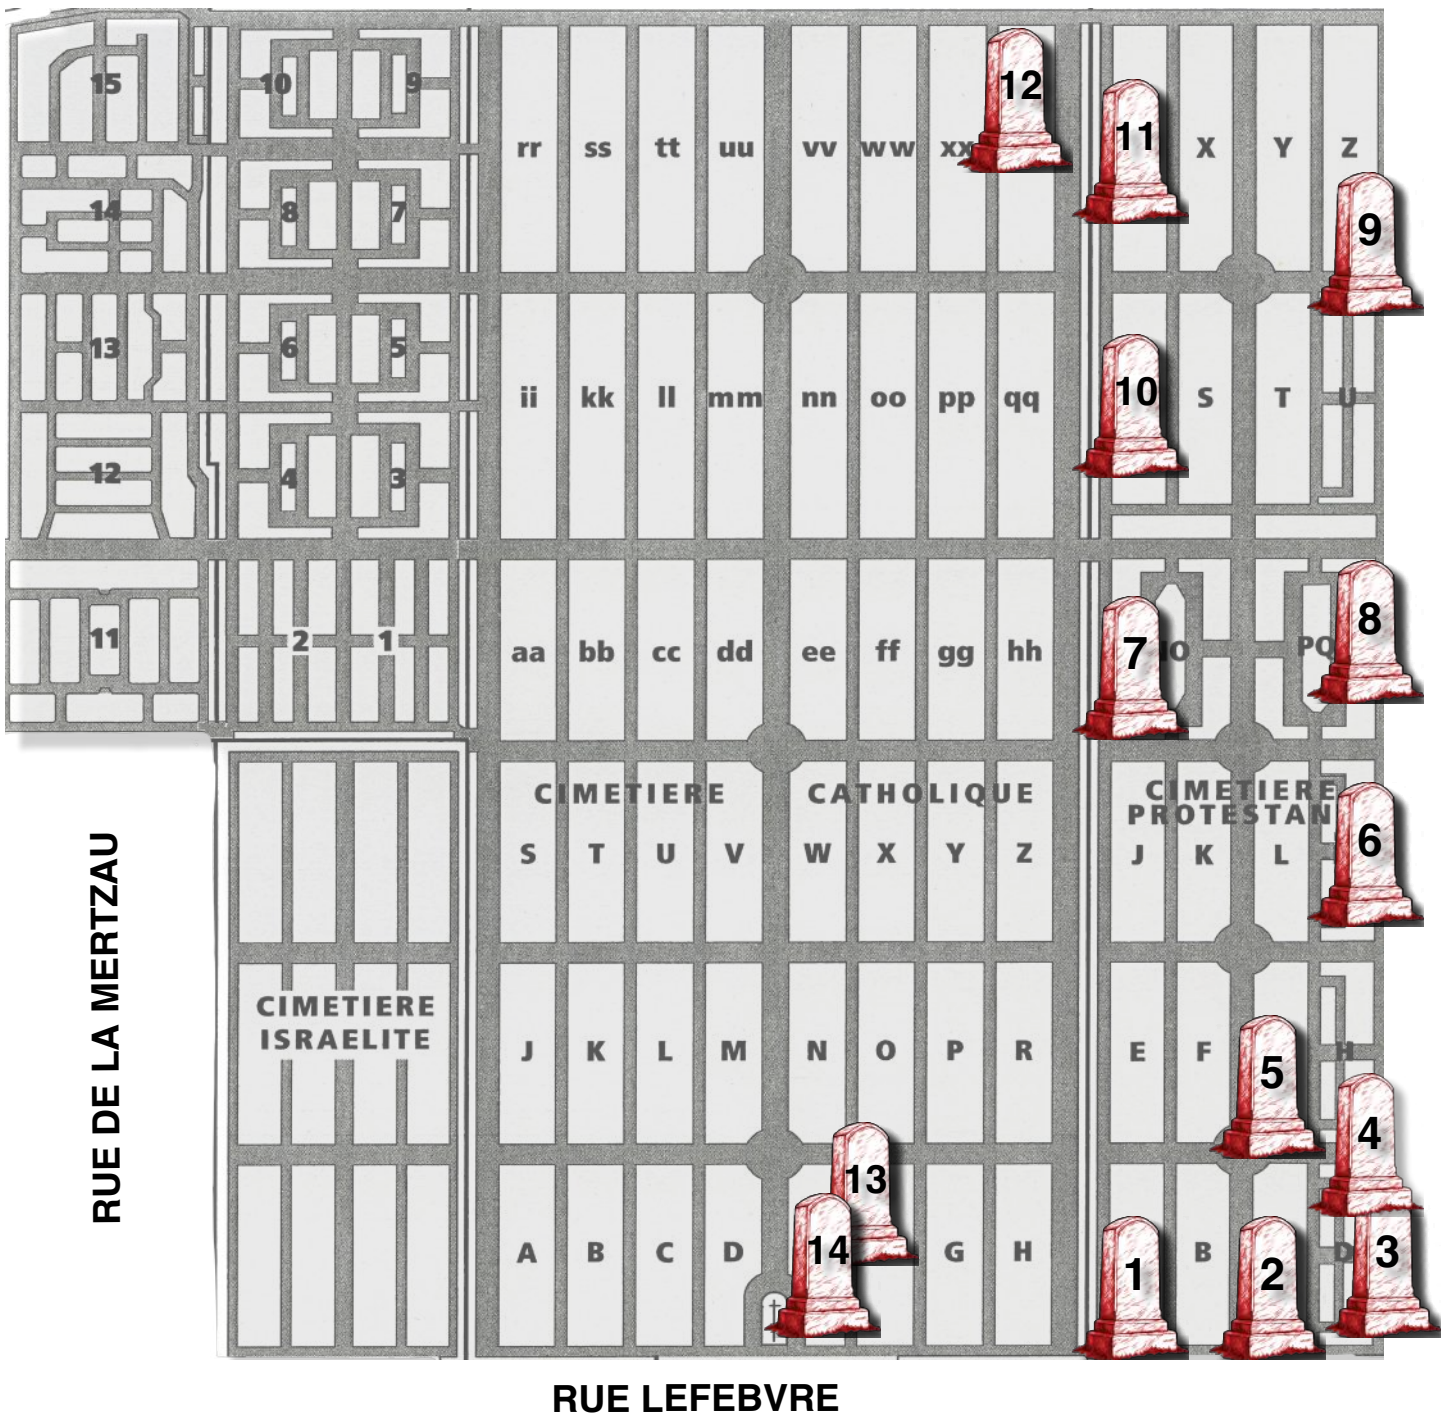 15
10
9
rr
ss
tt
uu
vv
ww
xx
12
11
X
Y
Z
14
8
7
9
13
6
5
ii
kk
ll
mm
nn
oo
pp
qq
10
S
T
U
12
4
3
11
2
1
aa
bb
cc
dd
ee
ff
gg
hh
7
PQ
8
CIMETIERE CATHOLIQUE
CIMETIERE
S
T
U
V
W
X
Y
Z
J
K
L
6
RUE DE LA MERTZAU
CIMETIERE
ISRAELITE
J
K
L
M
N
O
P
R
E
F
5
H
4
13
A
B
C
D
14
G
H
1
B
2
D
3
RUE LEFEBVRE